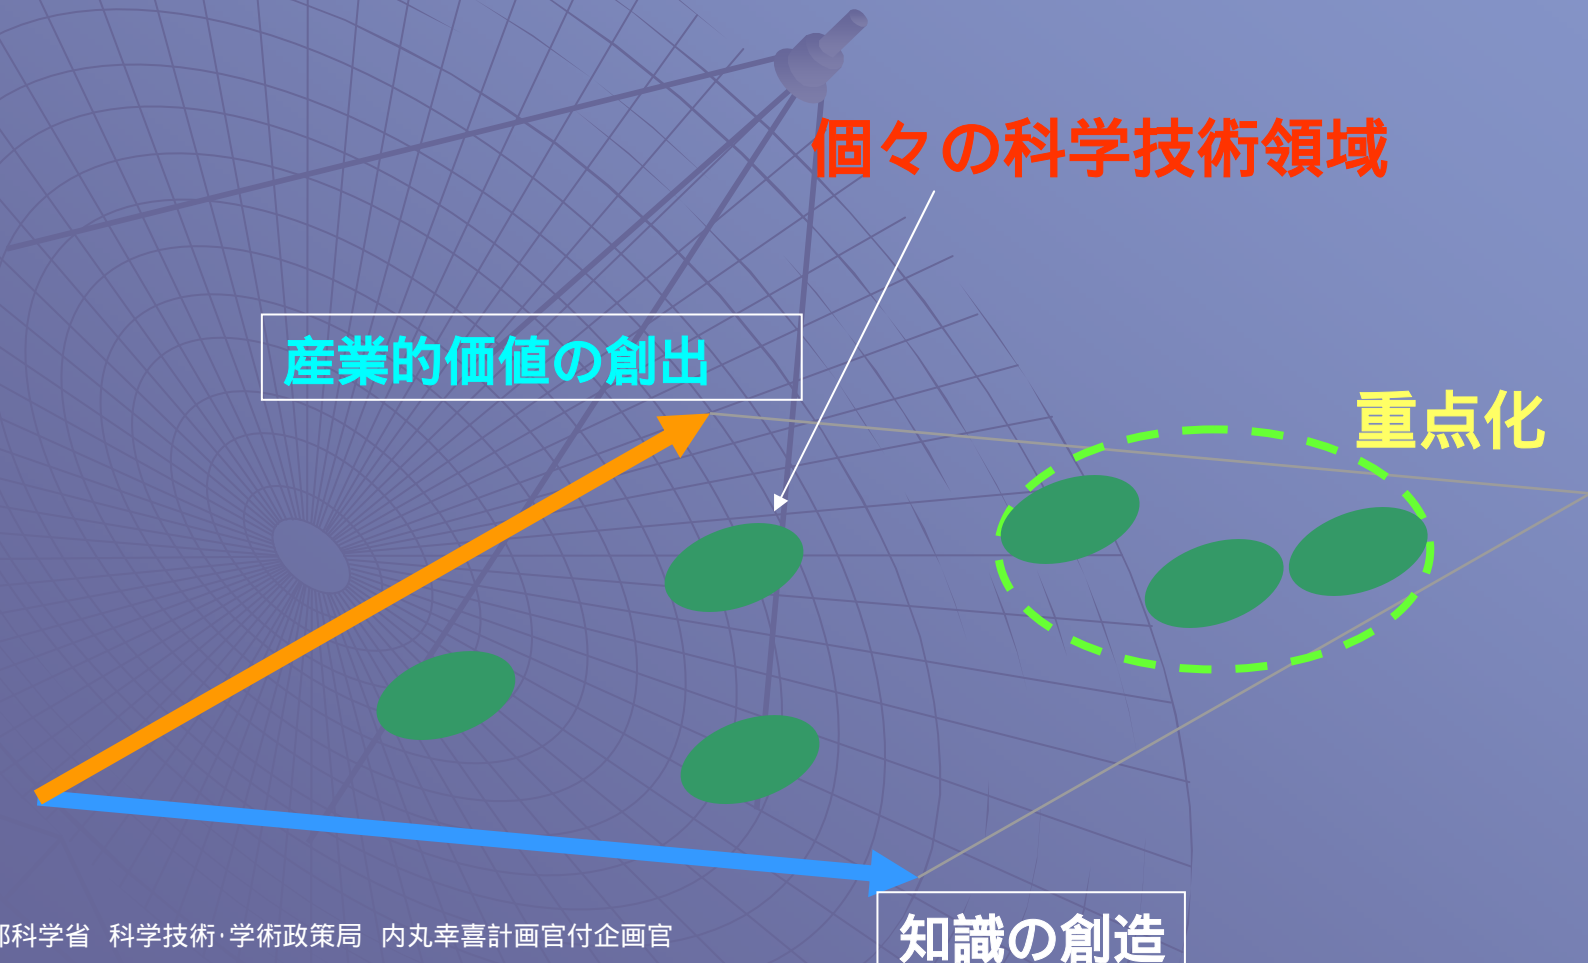 個々の科学技術領域
産業的価値の創出
重点化
知識の創造
部科学省 科学技術・学術政策局 内丸幸喜計画官付企画官